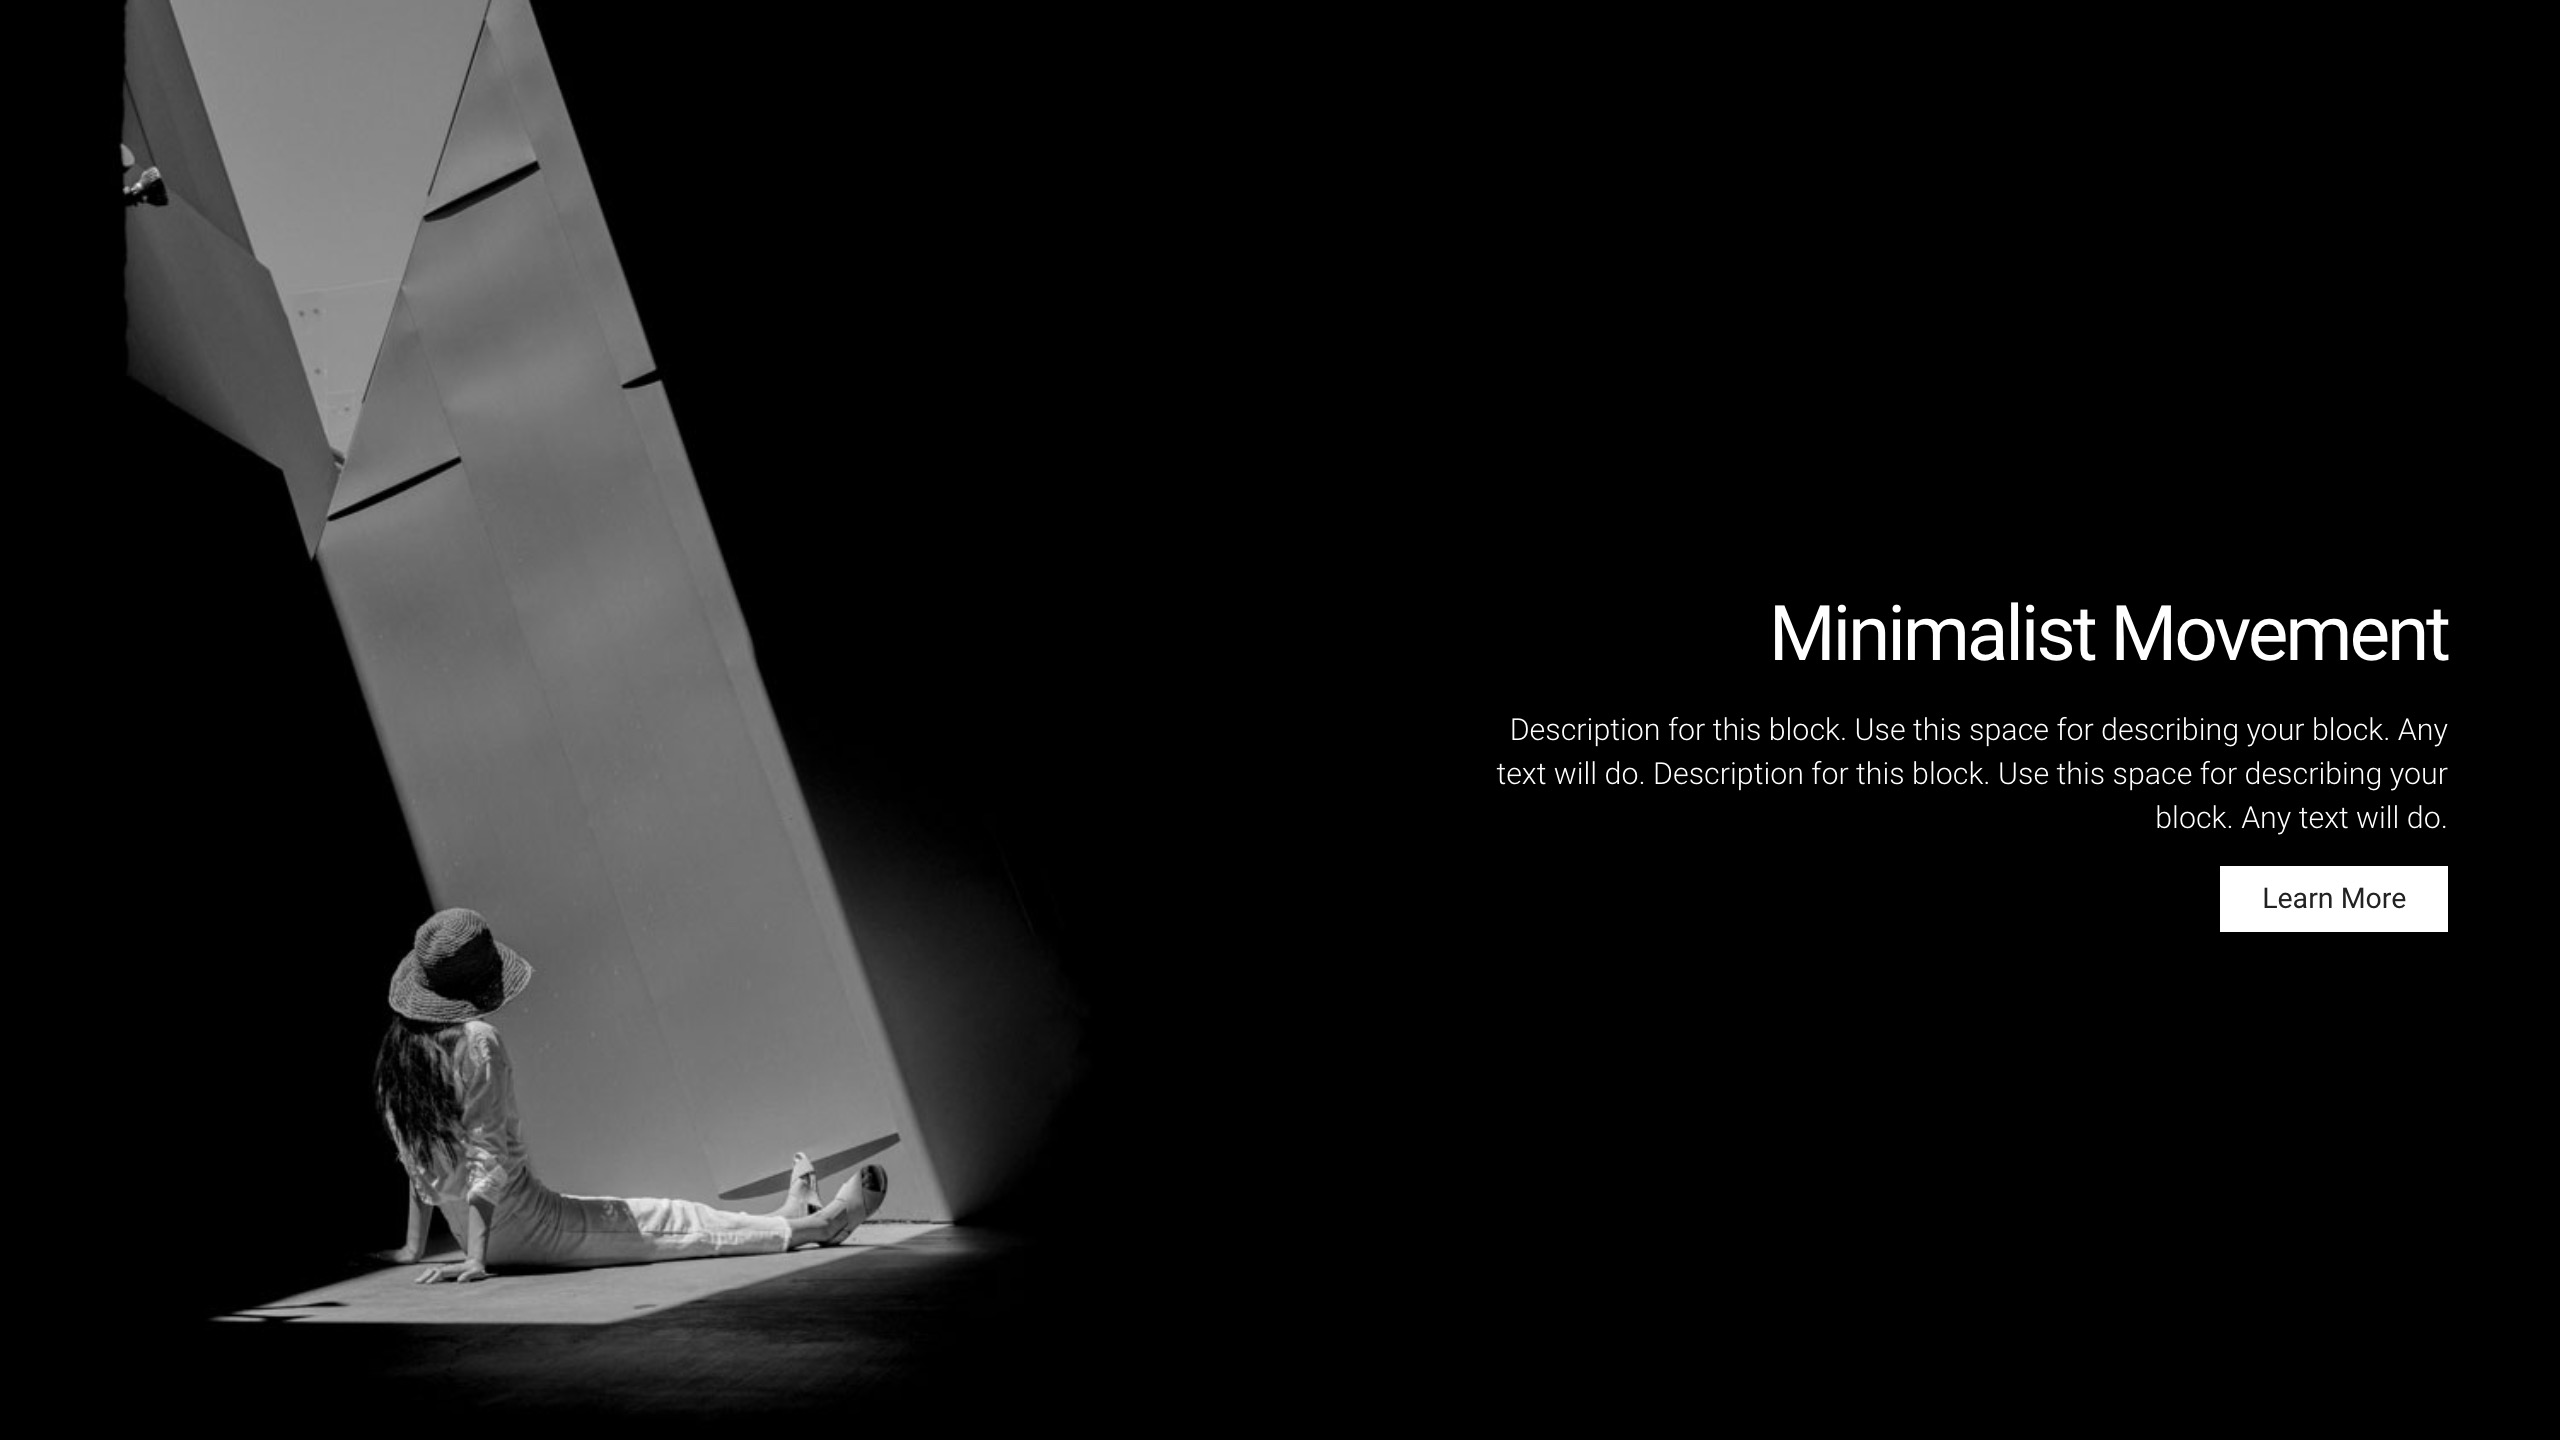 Minimalist Movement
Description for this block. Use this space for describing your block. Any
text will do. Description for this block. Use this space for describing your
block. Any text will do.
Learn More